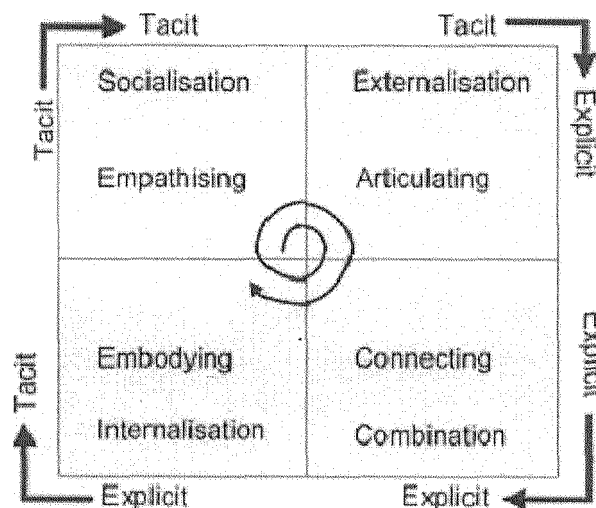 Tacit Tacit
Tacit Socialisation Externalisation Explicit
Empathising Articulating
Tacit Embodying Connecting Explicit
Internalisation Combination
Explicit Explicit